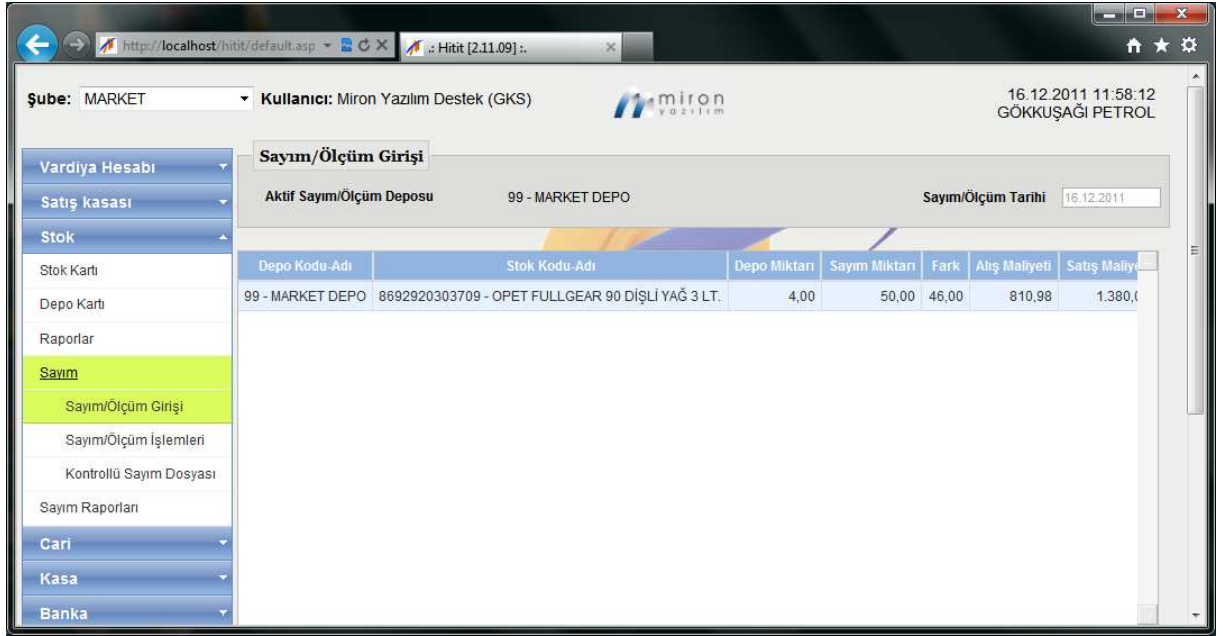 http://localhost/hitit/default.asp
.: Hitit [2.11.09] :.
Şube: MARKET
Kullanıcı: Miron Yazılım Destek (GKS)
miron
yazılım
16.12.2011 11:58:12
GÖKKUŞAĞI PETROL
Vardiya Hesabı
Satış kasası
Stok
Stok Kartı
Depo Kartı
Raporlar
Sayım
Sayım/Ölçüm Girişi
Sayım/Ölçüm İşlemleri
Kontrollü Sayım Dosyası
Sayım Raporları
Cari
Kasa
Banka
Sayım/Ölçüm Girişi
Aktif Sayım/Ölçüm Deposu 99 - MARKET DEPO Sayım/Ölçüm Tarihi 16.12.2011
Depo Kodu-Adı Stok Kodu-Adı Depo Miktarı Sayım Miktarı Fark Alış Maliyeti Satış Maliye
99 - MARKET DEPO 8692920303709 - OPET FULLGEAR 90 DİŞLİ YAĞ 3 LT. 4,00 50,00 46,00 810,98 1.380,0